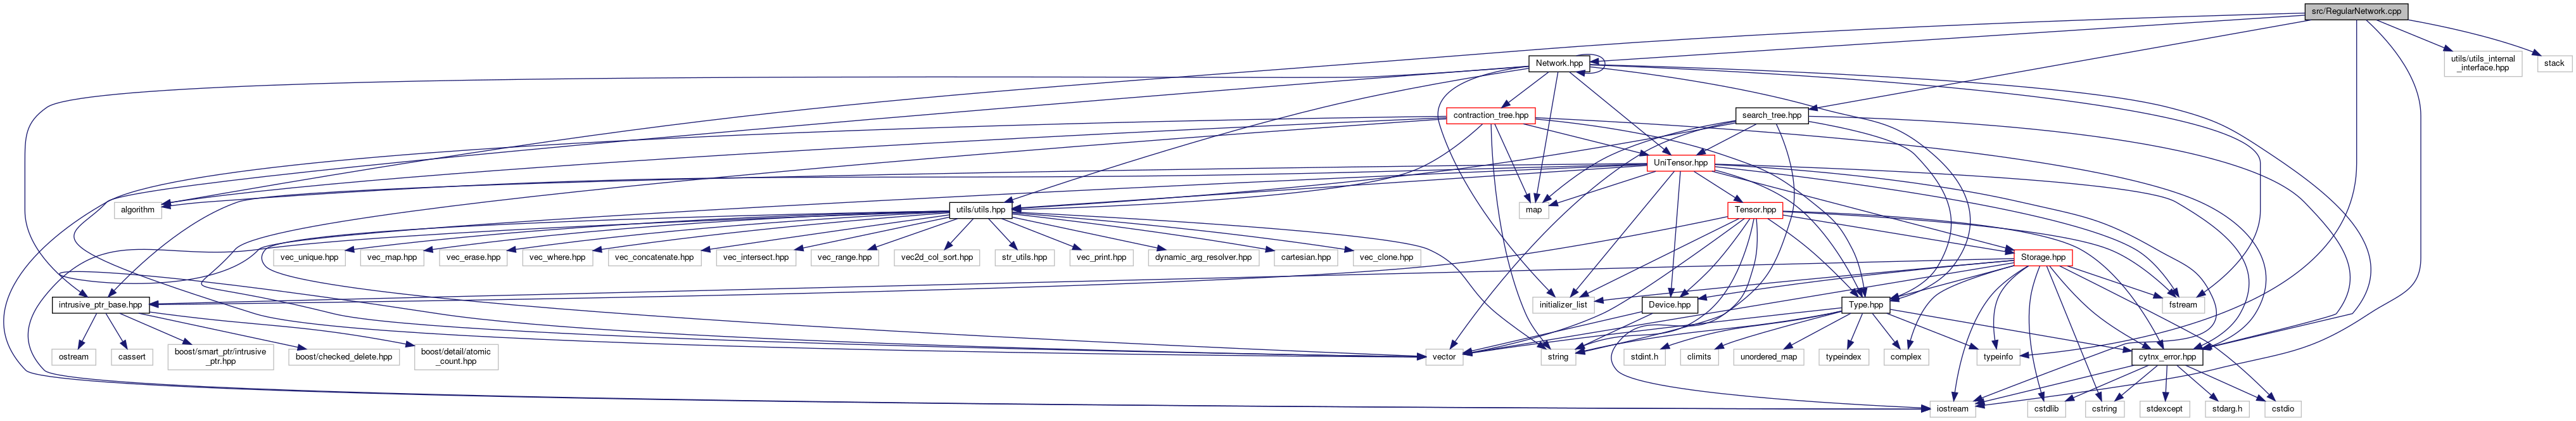 src/RegularNetwork.cpp
Network.hpp
utils/utils_internal
_interface.hpp
stack
contraction_tree.hpp
search_tree.hpp
UniTensor.hpp
algorithm
utils/utils.hpp
map
Tensor.hpp
vec_unique.hpp
vec_map.hpp
vec_erase.hpp
vec_where.hpp
vec_concatenate.hpp
vec_intersect.hpp
vec_range.hpp
vec2d_col_sort.hpp
str_utils.hpp
vec_print.hpp
dynamic_arg_resolver.hpp
cartesian.hpp
vec_clone.hpp
Storage.hpp
intrusive_ptr_base.hpp
initializer_list
Device.hpp
Type.hpp
fstream
ostream
cassert
boost/smart_ptr/intrusive
_ptr.hpp
boost/checked_delete.hpp
boost/detail/atomic
_count.hpp
vector
string
stdint.h
climits
unordered_map
typeindex
complex
typeinfo
cytnx_error.hpp
iostream
cstdlib
cstring
stdexcept
stdarg.h
cstdio